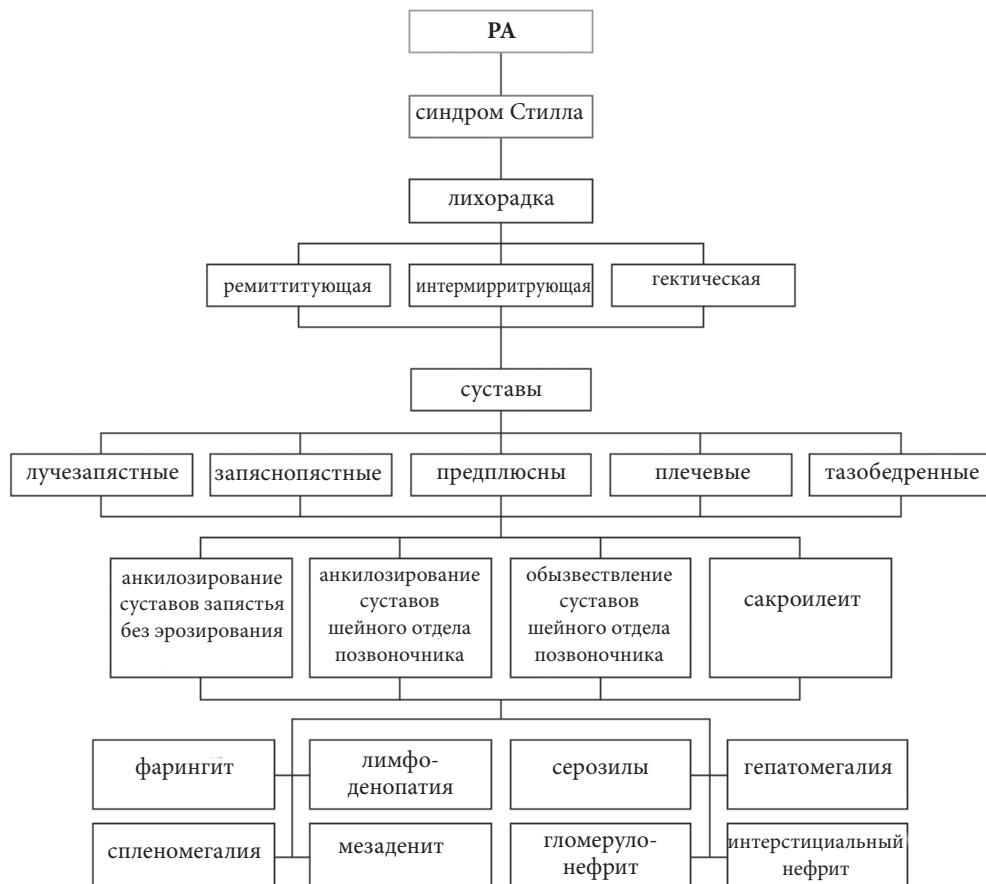 РА
синдром Стилла
лихорадка
ремиттитующая
интермирритрующая
гектическая
суставы
лучезапястные
запяснопястные
предплюсны
плечевые
тазобедренные
анкилозирование
суставов запястья
без эрозирования
анкилозирование
суставов
шейного отдела
позвоночника
обызвествление
суставов
шейного отдела
позвоночника
сакроилеит
фарингит
лимфо-
денопатия
серозилы
гепатомегалия
спленомегалия
мезаденит
гломеруло-
нефрит
интерстициальный
нефрит